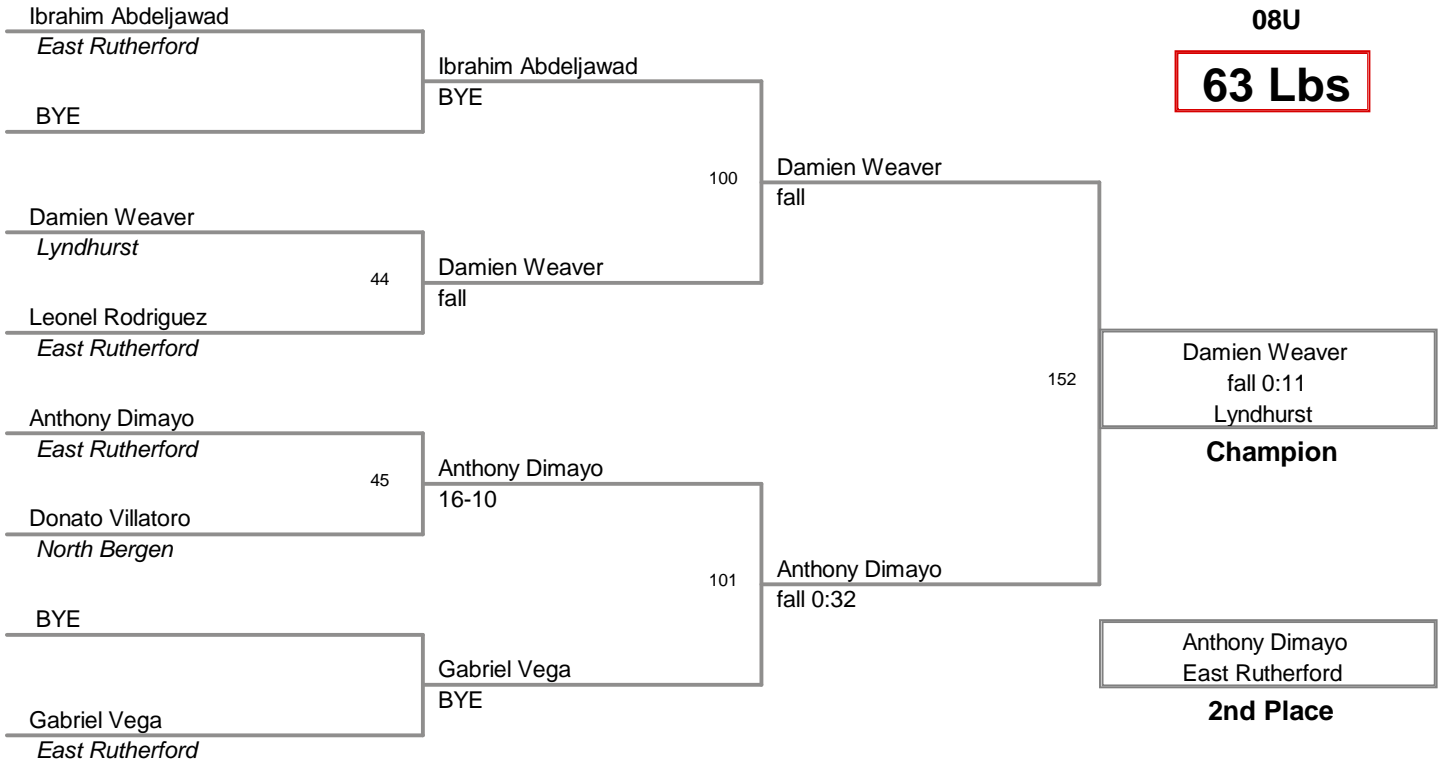 Ibrahim Abdeljawad
East Rutherford
BYE
Damien Weaver
Lyndhurst
44
Leonel Rodriguez
East Rutherford
Anthony Dimayo
East Rutherford
45
Donato Villatoro
North Bergen
BYE
Gabriel Vega
East Rutherford
Ibrahim Abdeljawad
BYE
100
Damien Weaver
fall
Anthony Dimayo
16-10
101
Gabriel Vega
BYE
Damien Weaver
fall
152
Anthony Dimayo
fall 0:32
08U
63 Lbs
Damien Weaver
fall 0:11
Lyndhurst
Champion
Anthony Dimayo
East Rutherford
2nd Place